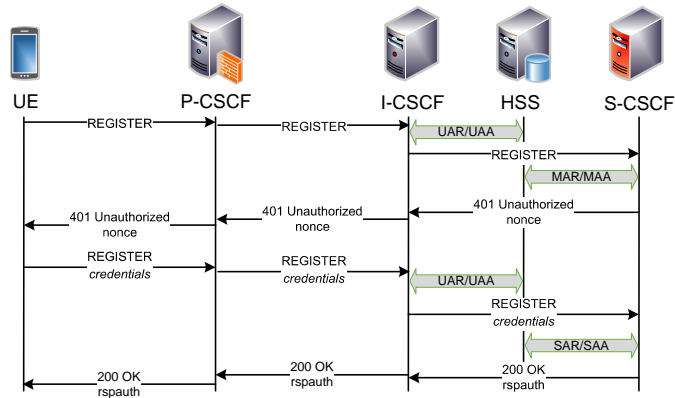 UE
P-CSCF
I-CSCF
HSS
S-CSCF
REGISTER
REGISTER
UAR/UAA
REGISTER
MAR/MAA
401 Unauthorized
nonce
401 Unauthorized
nonce
401 Unauthorized
nonce
REGISTER
credentials
REGISTER
credentials
UAR/UAA
REGISTER
credentials
SAR/SAA
200 OK
rspauth
200 OK
rspauth
200 OK
rspauth